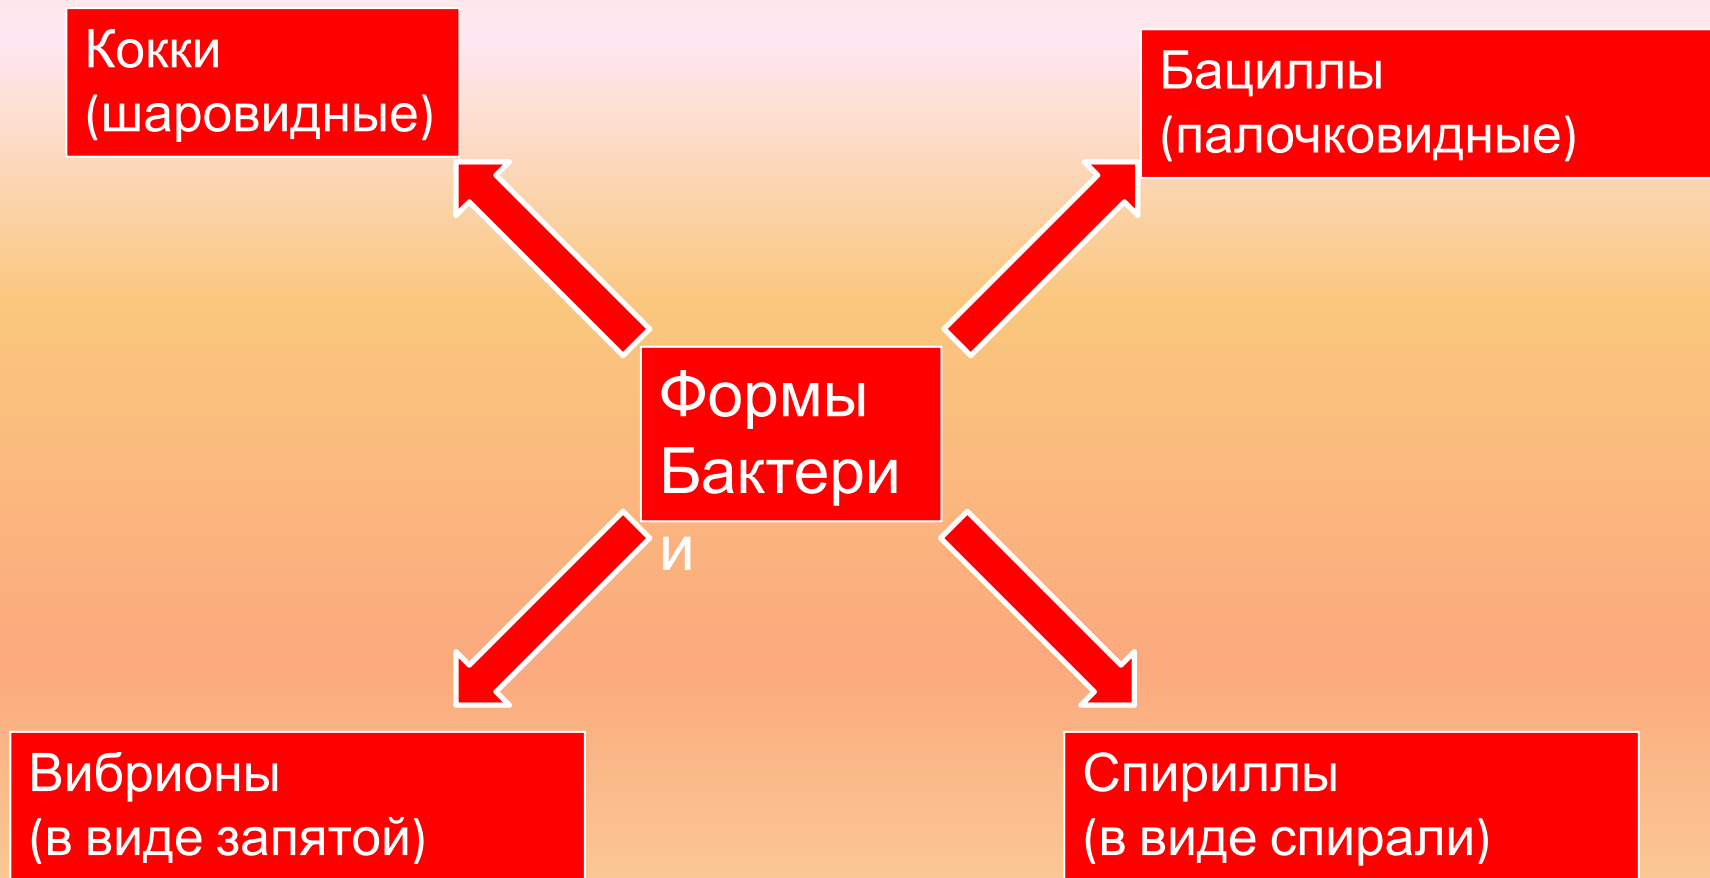 Кокки
(шаровидные)
Бациллы
(палочковидные)
Формы
Бактери
и
Вибрионы
(в виде запятой)
Спириллы
(в виде спирали)